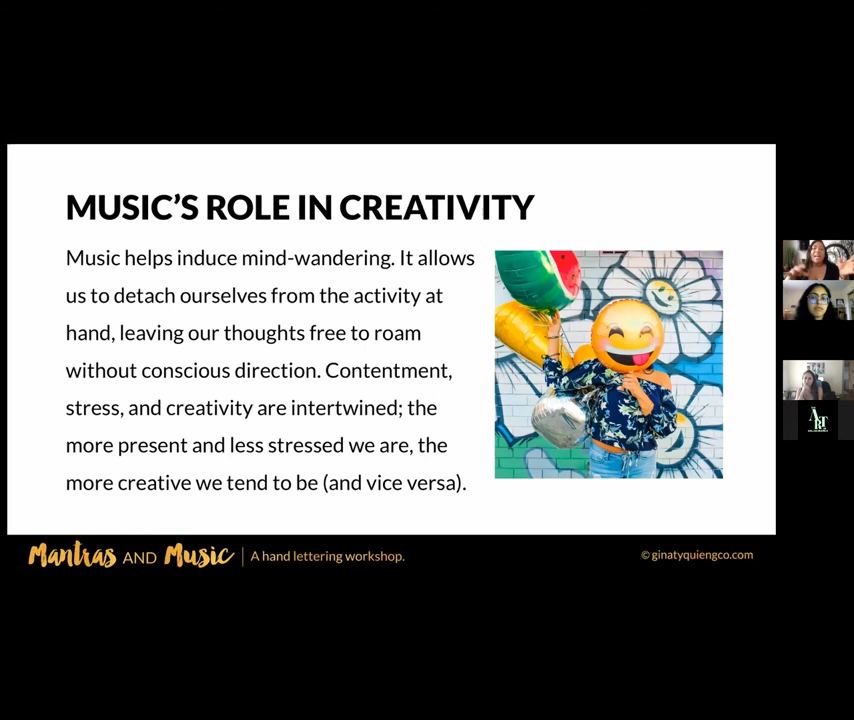 MUSIC’S ROLE IN CREATIVITY
Music helps induce mind-wandering. It allows
us to detach ourselves from the activity at
hand, leaving our thoughts free to roam
without conscious direction. Contentment,
stress, and creativity are intertwined; the
more present and less stressed we are, the
more creative we tend to be (and vice versa).
Mantras AND Music | A hand lettering workshop.
© ginatyquiengco.com
ART